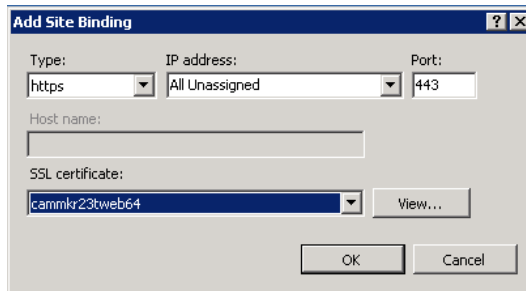 Add Site Binding
Type: IP address: Port:
https All Unassigned 443
Host name:
SSL certificate:
cammkr23tweb64 View...
OK Cancel